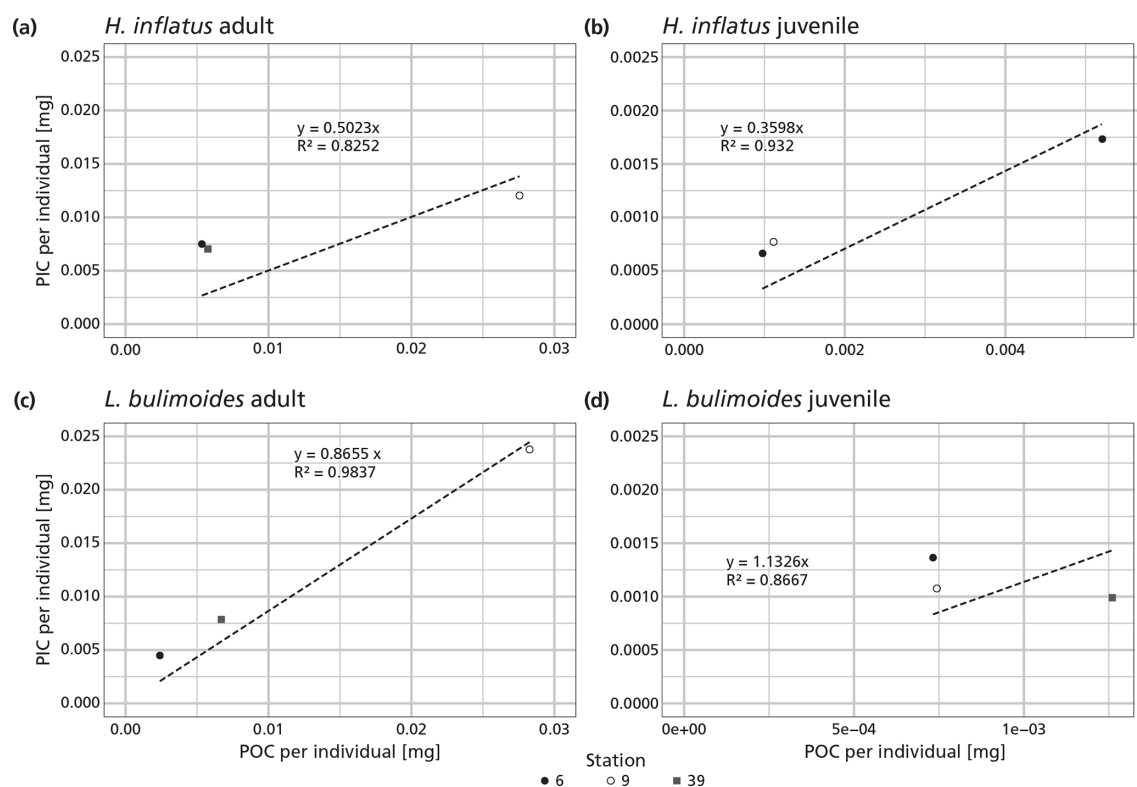 (a) H. inflatus adult
(b) H. inflatus juvenile
PIC per individual [mg]
0.025
0.020
0.015
0.010
0.005
0.000
y = 0.5023x
R² = 0.8252
0.00 0.01 0.02 0.03
0.0025
0.0020
0.0015
0.0010
0.0005
0.0000
y = 0.3598x
R² = 0.932
0.000 0.002 0.004
(c) L. bulimoides adult
(d) L. bulimoides juvenile
PIC per individual [mg]
0.025
0.020
0.015
0.010
0.005
0.000
y = 0.8655 x
R² = 0.9837
0.00 0.01 0.02 0.03
POC per individual [mg]
0.0025
0.0020
0.0015
0.0010
0.0005
0.0000
y = 1.1326x
R² = 0.8667
0e+00 5e−04 1e−03
POC per individual [mg]
Station
6 9 39